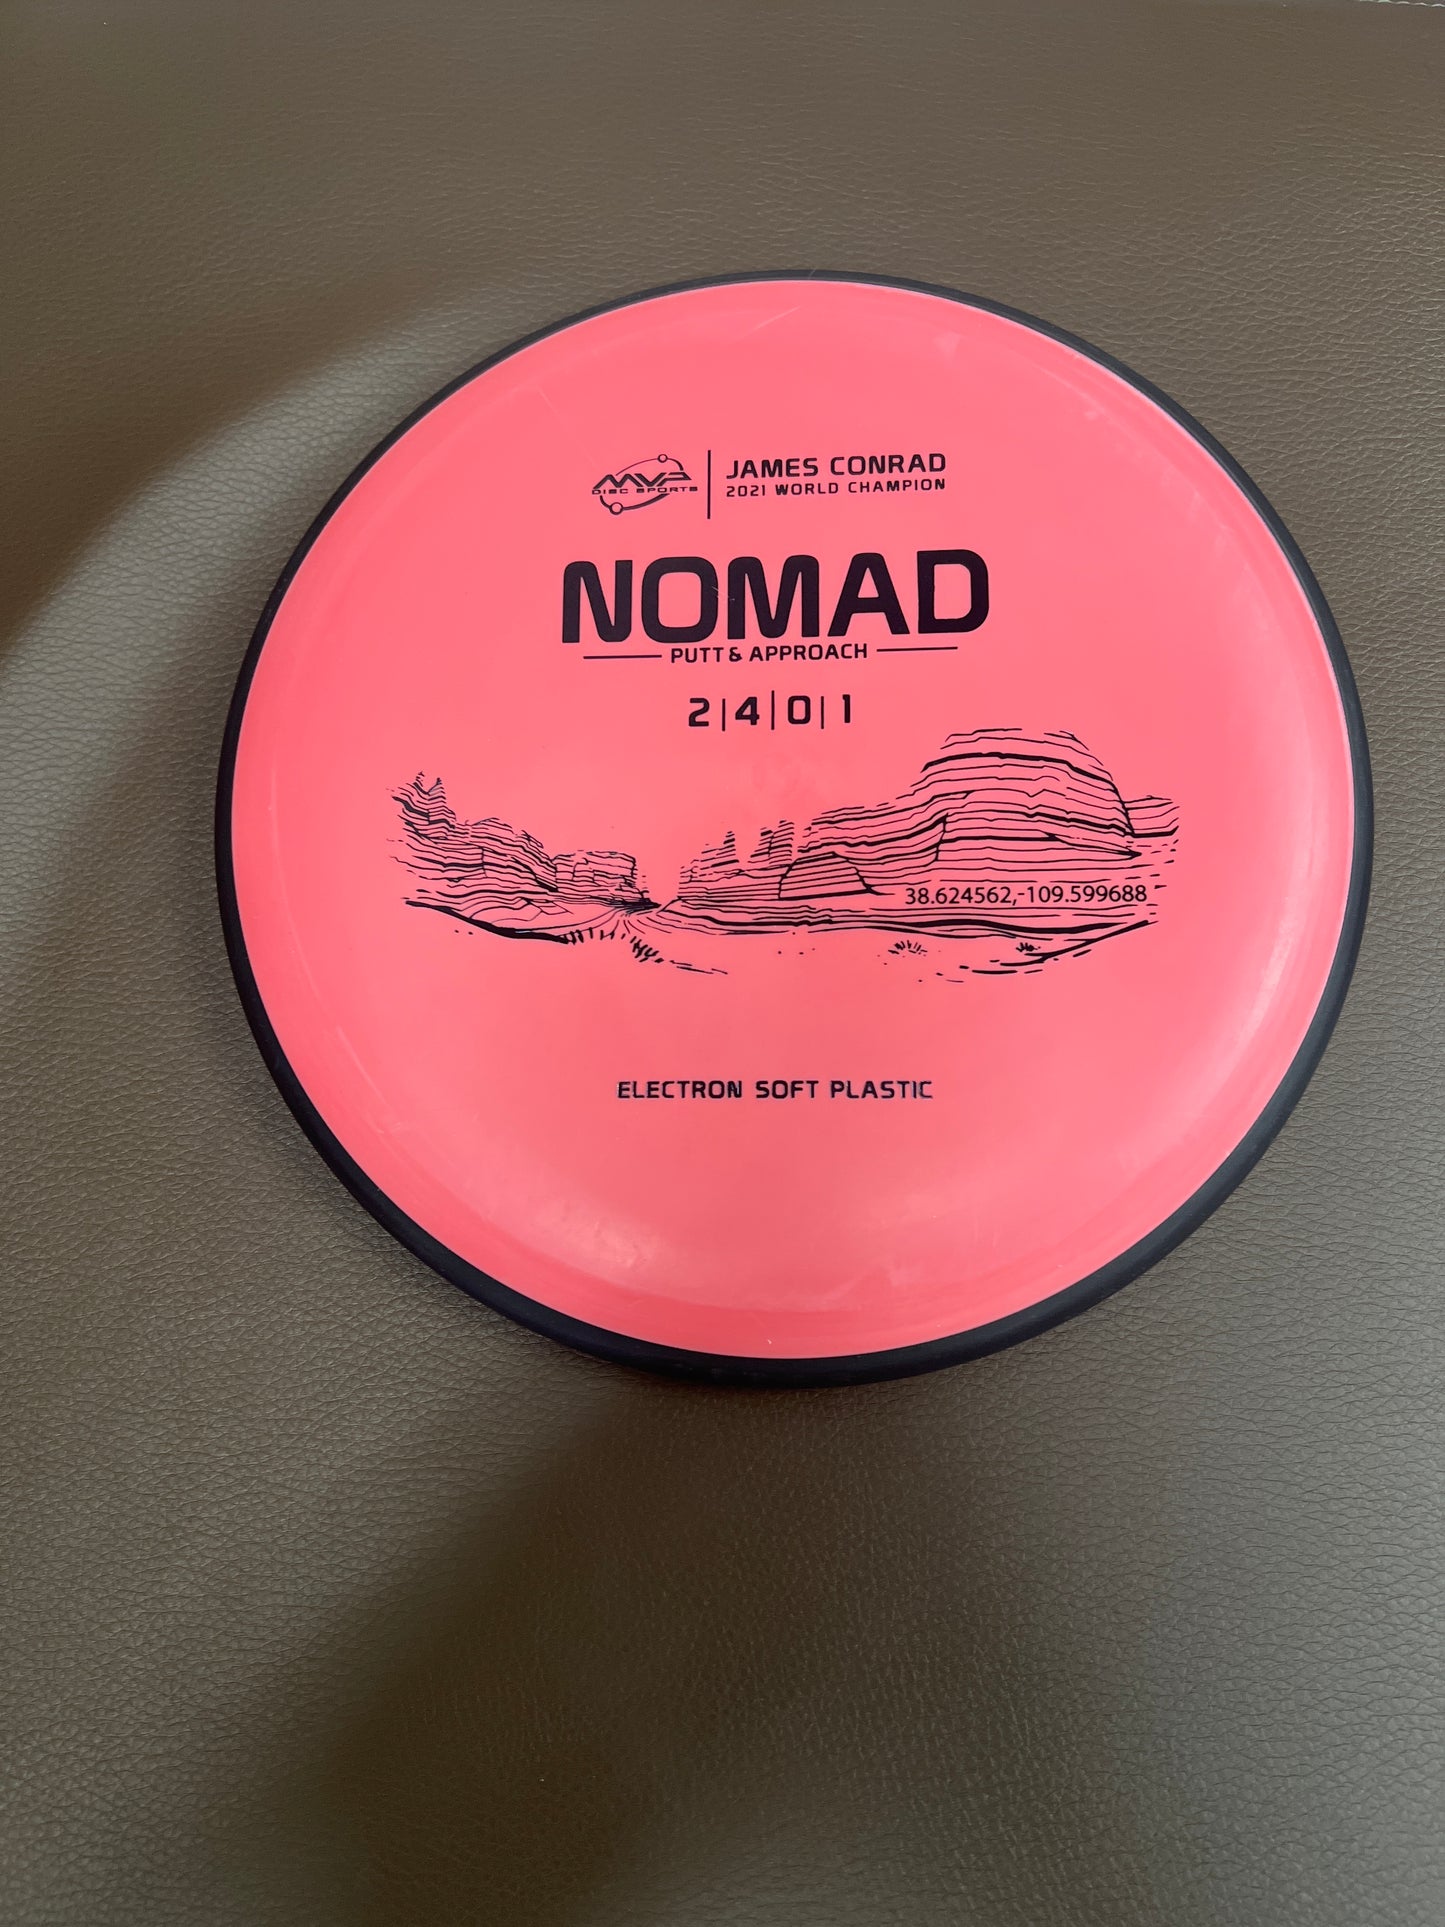 MVP
DISC SPORTS
JAMES CONRAD
2021 WORLD CHAMPION
NOMAD
PUTT & APPROACH
2 | 4 | 0 | 1
38.624562,-109.599688
ELECTRON SOFT PLASTIC